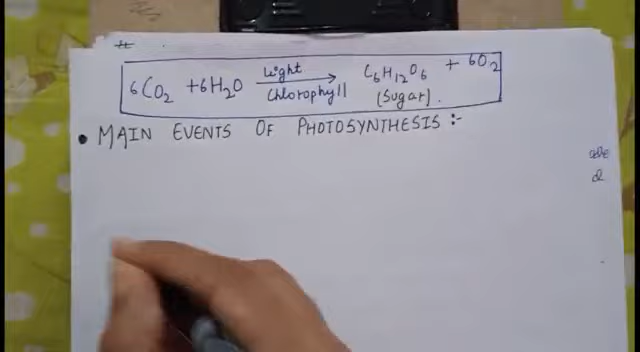 6CO₂ + 6H₂O Light Chlorophyll → C₆H₁₂O₆ (Sugar). + 6O₂
• MAIN EVENTS OF PHOTOSYNTHESIS :-